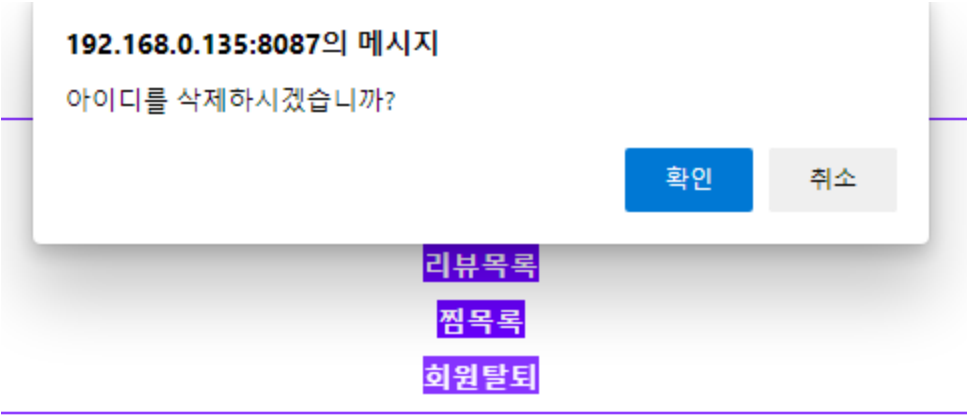 192.168.0.135:8087의 메시지
아이디를 삭제하시겠습니까?
확인 취소
리뷰목록
찜목록
회원탈퇴